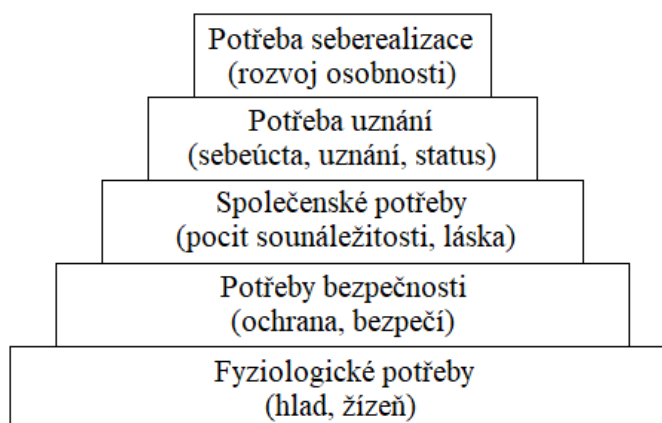 Potřeba seberealizace
(rozvoj osobnosti)
Potřeba uznání
(sebeúcta, uznání, status)
Společenské potřeby
(pocit sounáležitosti, láska)
Potřeby bezpečnosti
(ochrana, bezpečí)
Fyziologické potřeby
(hlad, žízeň)